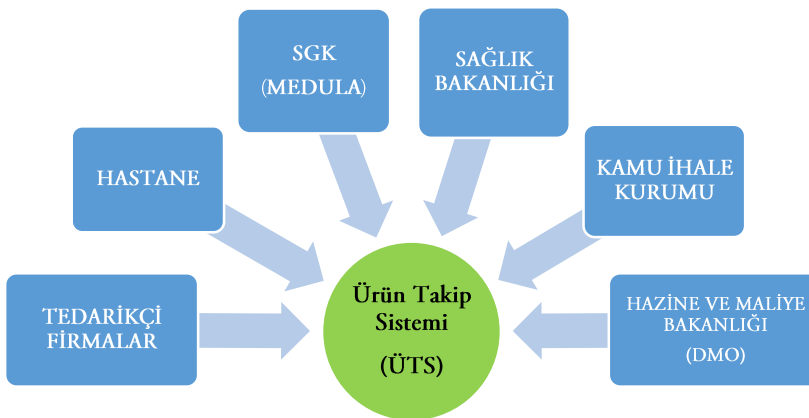 SGK
(MEDULA)
SAĞLIK
BAKANLIĞI
HASTANE
KAMU İHALE
KURUMU
TEDARİKÇİ
FİRMALAR
Ürün Takip
Sistemi
(ÜTS)
HAZİNE VE MALİYE
BAKANLIĞI
(DMO)